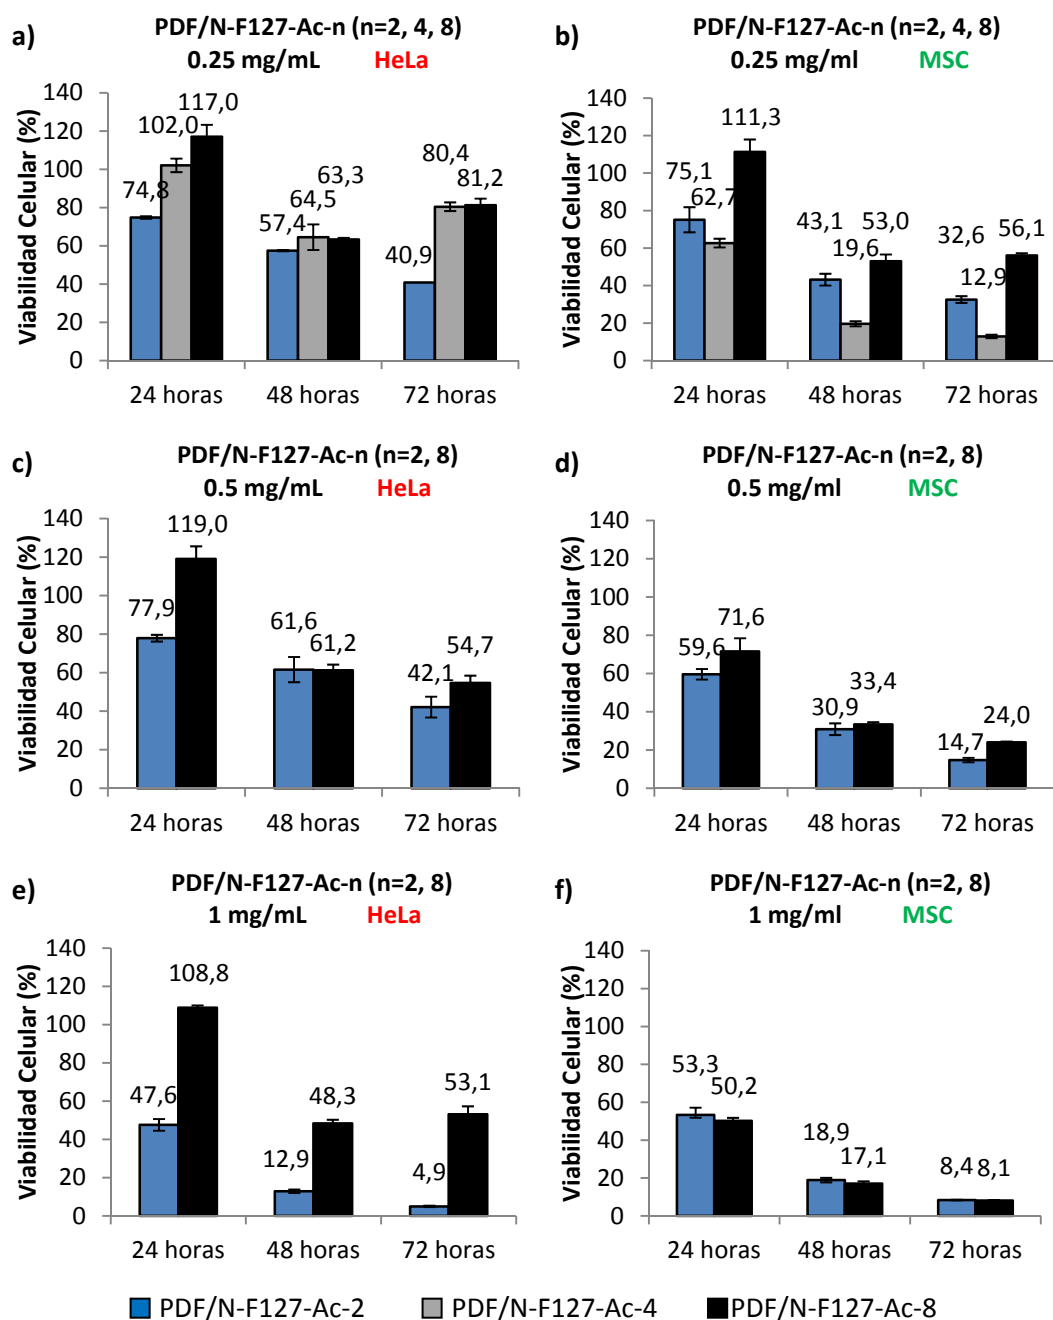 a)
PDF/N-F127-Ac-n (n=2, 4, 8)
0.25 mg/mL HeLa
Viabilidad Celular (%)
140
120
100
80
60
40
20
0
74,8
102,0
117,0
57,4
64,5
63,3
40,9
80,4
81,2
24 horas 48 horas 72 horas
b)
PDF/N-F127-Ac-n (n=2, 4, 8)
0.25 mg/ml MSC
Viabilidad Celular (%)
140
120
100
80
60
40
20
0
75,1
62,7
111,3
43,1
19,6
53,0
32,6
12,9
56,1
24 horas 48 horas 72 horas
c)
PDF/N-F127-Ac-n (n=2, 8)
0.5 mg/mL HeLa
Viabilidad Celular (%)
140
120
100
80
60
40
20
0
77,9
119,0
61,6
61,2
42,1
54,7
24 horas 48 horas 72 horas
d)
PDF/N-F127-Ac-n (n=2, 8)
0.5 mg/ml MSC
Viabilidad Celular (%)
140
120
100
80
60
40
20
0
59,6
71,6
30,9
33,4
14,7
24,0
24 horas 48 horas 72 horas
e)
PDF/N-F127-Ac-n (n=2, 8)
1 mg/mL HeLa
Viabilidad Celular (%)
140
120
100
80
60
40
20
0
47,6
108,8
12,9
48,3
4,9
53,1
24 horas 48 horas 72 horas
f)
PDF/N-F127-Ac-n (n=2, 8)
1 mg/ml MSC
Viabilidad Celular (%)
140
120
100
80
60
40
20
0
53,3
50,2
18,9
17,1
8,4
8,1
24 horas 48 horas 72 horas
PDF/N-F127-Ac-2 PDF/N-F127-Ac-4 PDF/N-F127-Ac-8